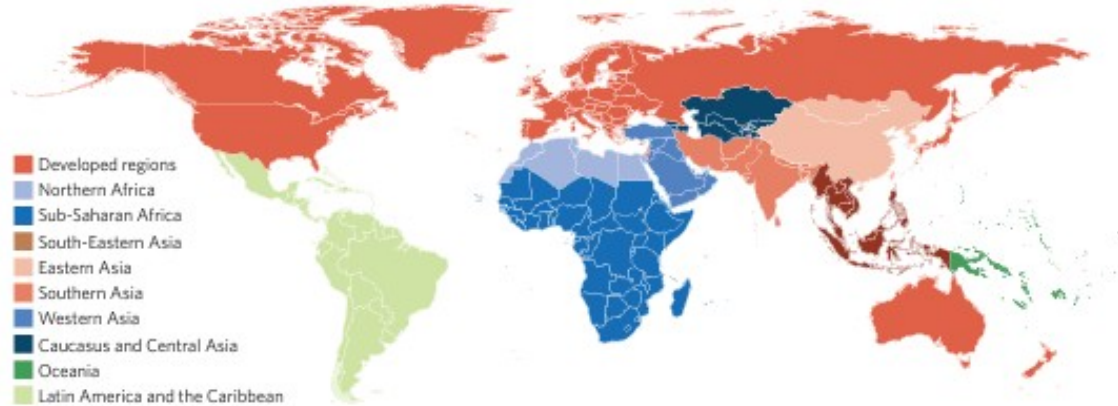 Developed regions
Northern Africa
Sub-Saharan Africa
South-Eastern Asia
Eastern Asia
Southern Asia
Western Asia
Caucasus and Central Asia
Oceania
Latin America and the Caribbean